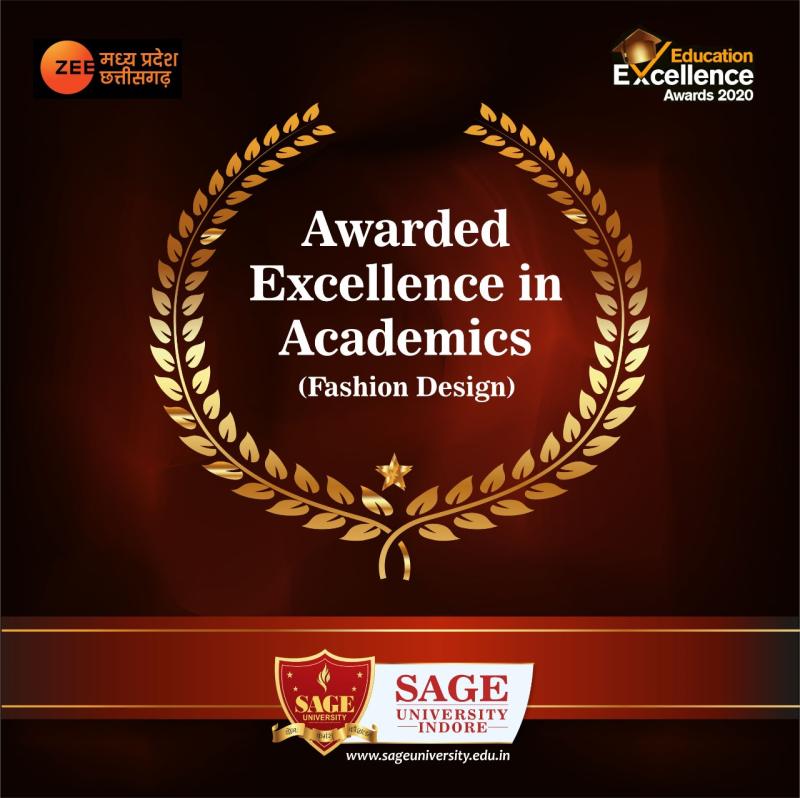 ZEE मध्य प्रदेश
छत्तीसगढ़
Education
Excellence
Awards 2020
Awarded
Excellence in
Academics
(Fashion Design)
SAGE
UNIVERSITY
SAGE
UNIVERSITY
INDORE
www.sageuniversity.edu.in